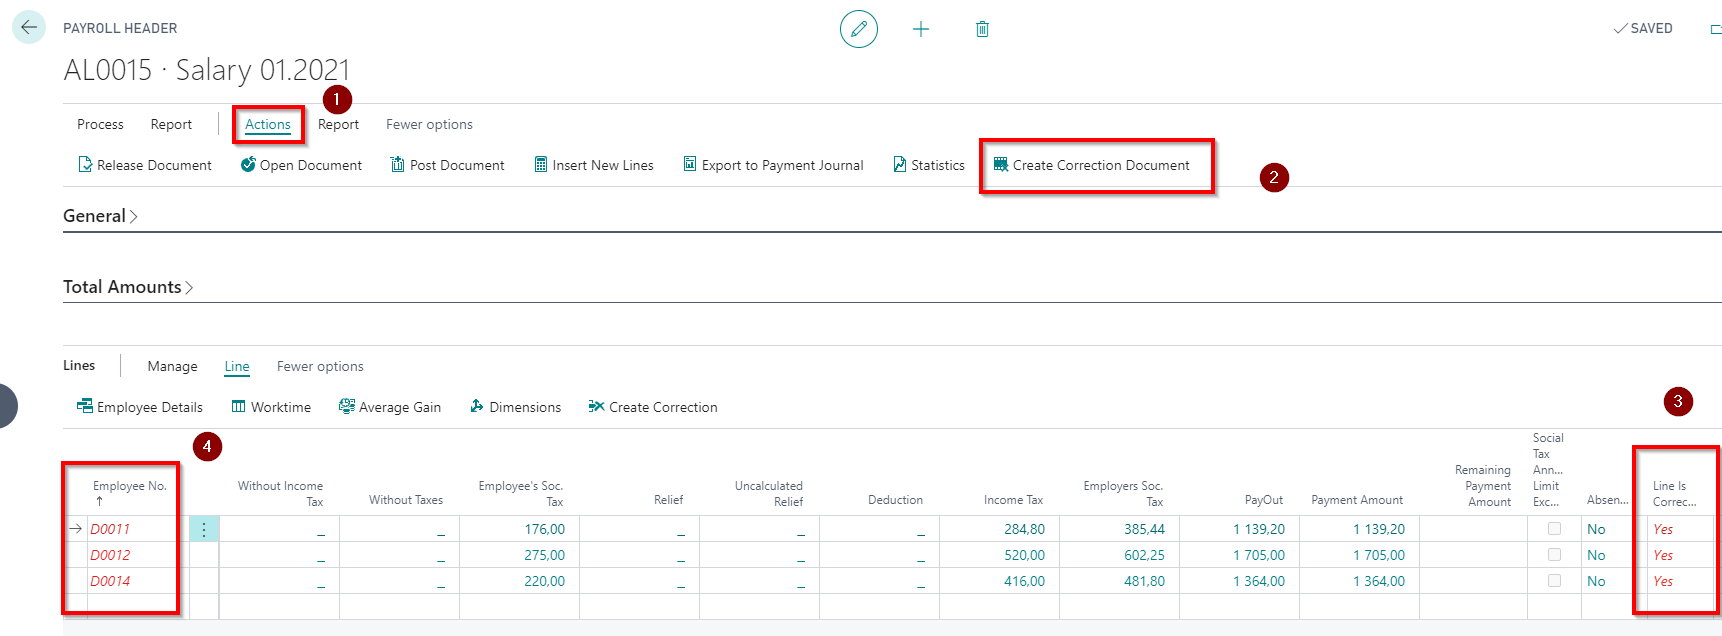 PAYROLL HEADER
SAVED
AL0015 · Salary 01.2021
1
Process Report Actions Report Fewer options
Release Document Open Document Post Document Insert New Lines Export to Payment Journal Statistics Create Correction Document
2
General
Total Amounts
Lines Manage Line Fewer options
Employee Details Worktime Average Gain Dimensions Create Correction
3
4
Employee No. ↑ Without Income Tax Without Taxes Employee's Soc. Tax Relief Uncalculated Relief Deduction Income Tax Employers Soc. Tax PayOut Payment Amount Remaining Payment Amount Social Tax Ann... Limit Exc... Absen... Line Is Correc...
→ D0011 _ _ 176,00 _ _ _ 284,80 385,44 1 139,20 1 139,20 No Yes
D0012 _ _ 275,00 _ _ _ 520,00 602,25 1 705,00 1 705,00 No Yes
D0014 _ _ 220,00 _ _ _ 416,00 481,80 1 364,00 1 364,00 No Yes